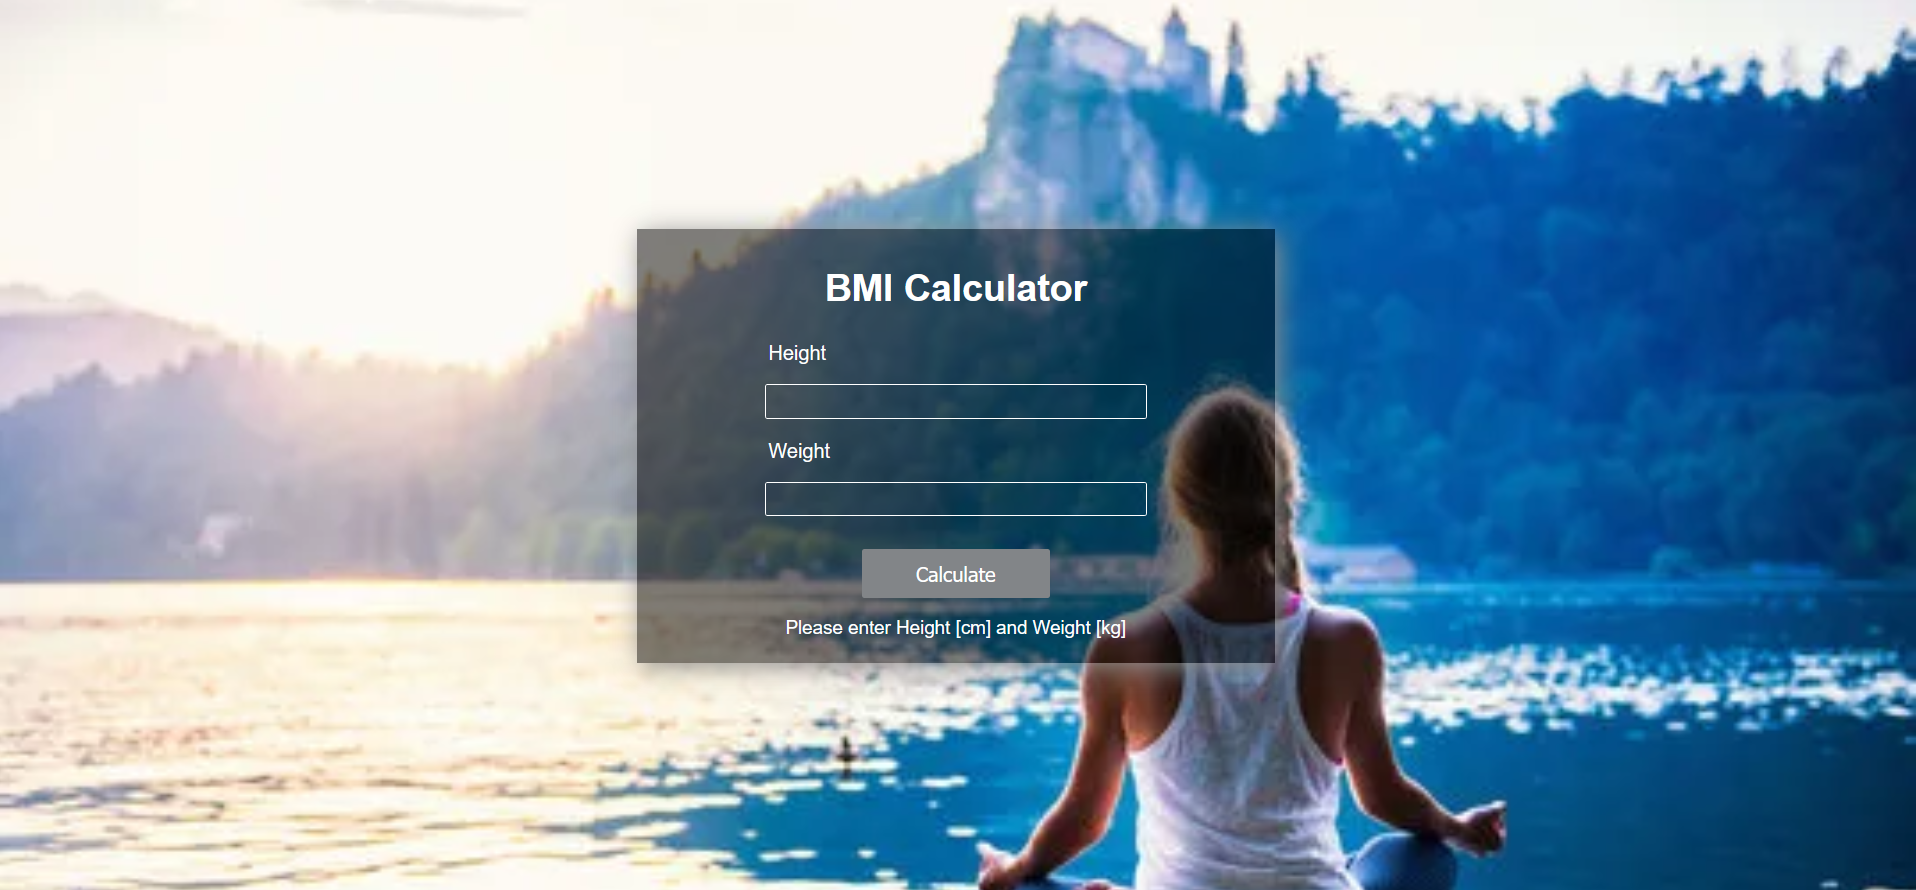 BMI Calculator
Height
Weight
Calculate
Please enter Height [cm] and Weight [kg]